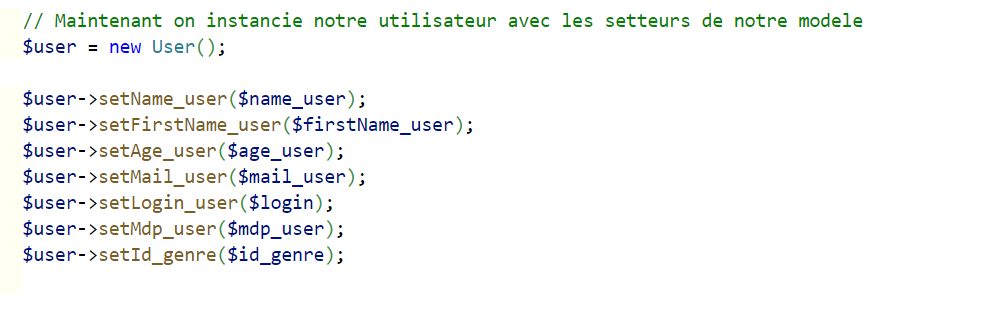 // Maintenant on instancie notre utilisateur avec les setteurs de notre modele
$user = new User();
$user->setName_user($name_user);
$user->setFirstName_user($firstName_user);
$user->setAge_user($age_user);
$user->setMail_user($mail_user);
$user->setLogin_user($login);
$user->setMdp_user($mdp_user);
$user->setId_genre($id_genre);